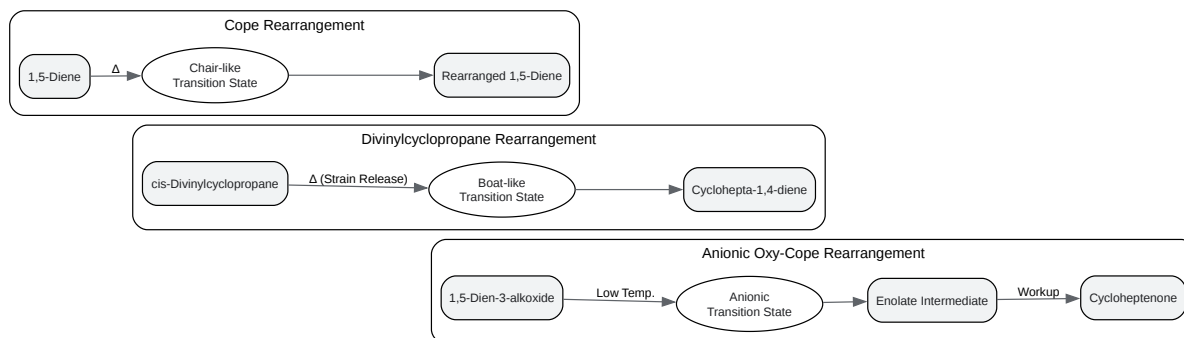 Cope Rearrangement
1,5-Diene
Δ
Chair-like
Transition State
Rearranged 1,5-Diene
Divinylcyclopropane Rearrangement
cis-Divinylcyclopropane
Δ (Strain Release)
Boat-like
Transition State
Cyclohepta-1,4-diene
Anionic Oxy-Cope Rearrangement
1,5-Dien-3-alkoxide
Low Temp.
Anionic
Transition State
Enolate Intermediate
Workup
Cycloheptenone